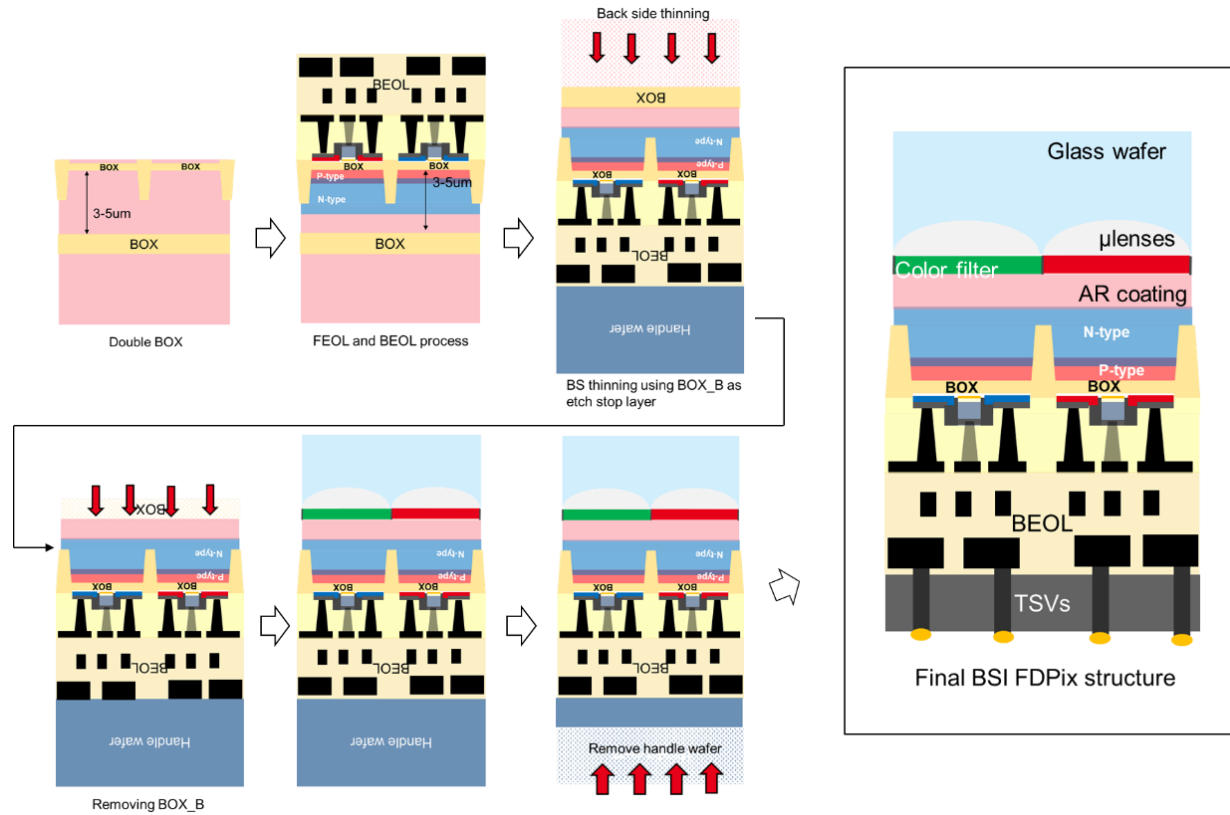 BOX
BOX
3-5um
BOX
Double BOX
BEOL
BOX
BOX
P-type
3-5um
N-type
BOX
FEOL and BEOL process
Back side thinning
BOX
N-type
P-type
BOX
BOX
BEOL
Handle wafer
BS thinning using BOX_B as
etch stop layer
BOX
N-type
P-type
BOX
BOX
BEOL
Handle wafer
Removing BOX_B
N-type
P-type
BOX
BOX
BEOL
Handle wafer
N-type
P-type
BOX
BOX
BEOL
Remove handle wafer
Glass wafer
µlenses
Color filter
AR coating
N-type
P-type
BOX
BOX
BEOL
TSVs
Final BSI FDPix structure